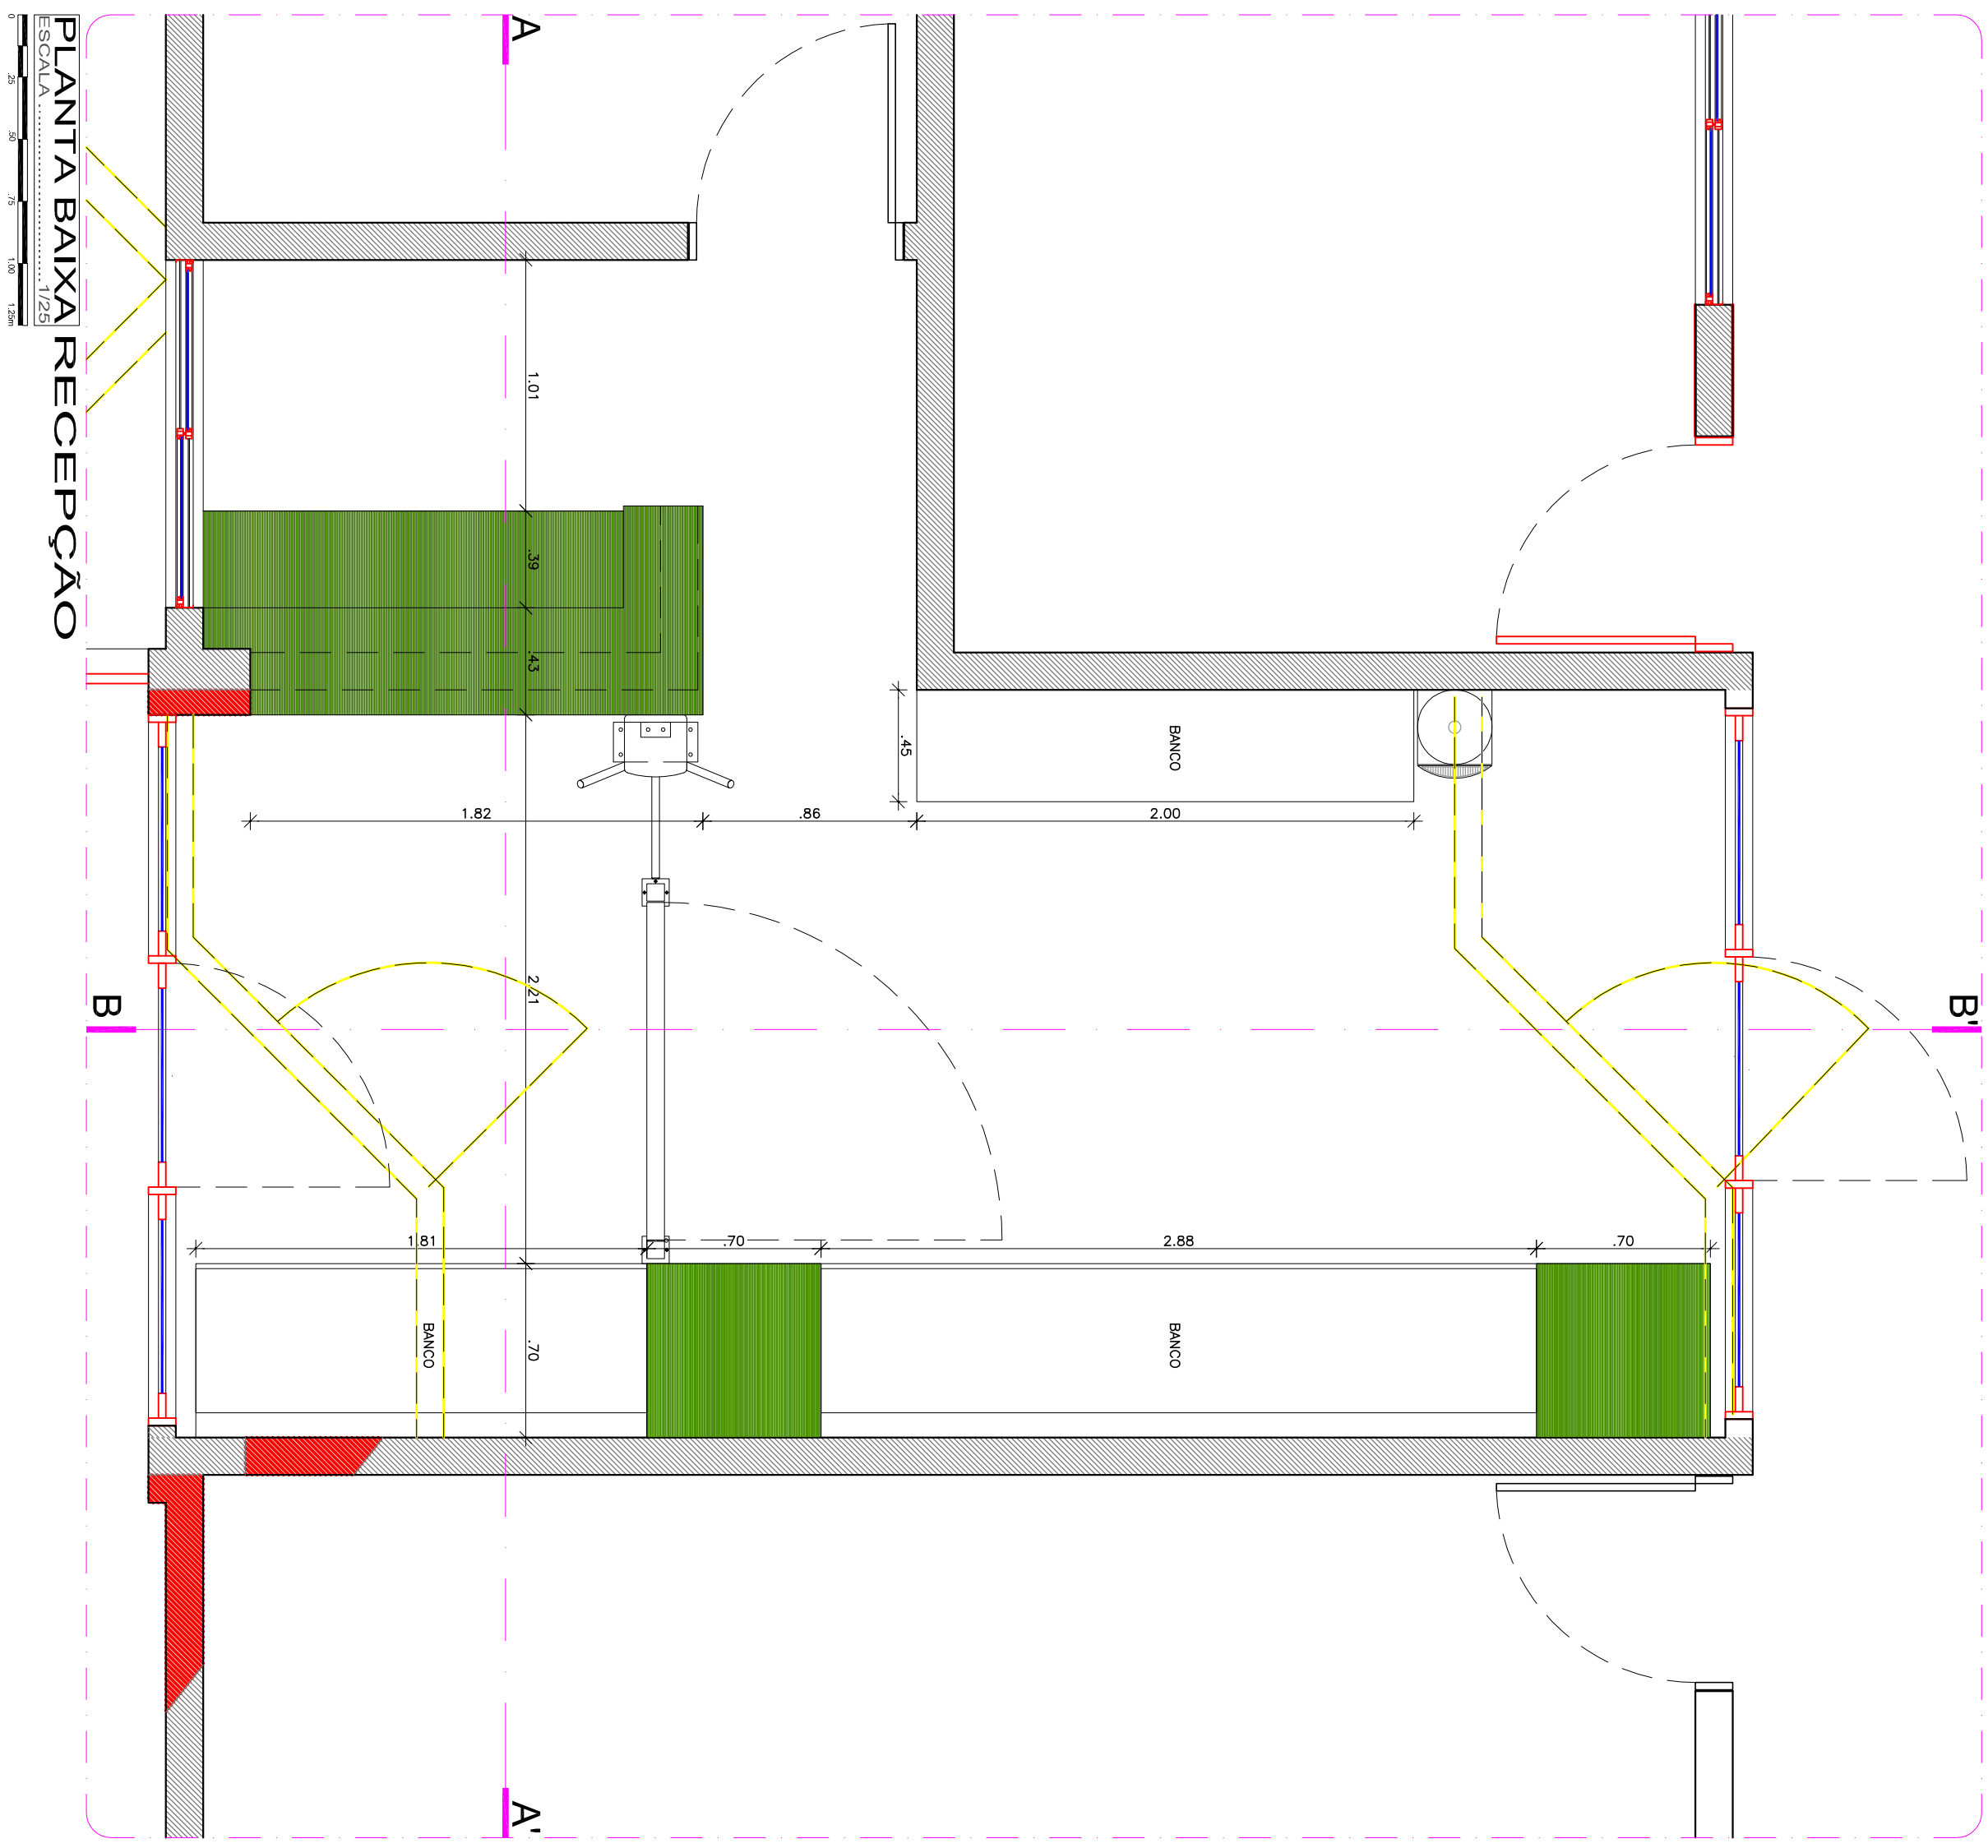 PLANTA BAIXA RECEPÇÃO
ESCALA ................................ 1/25
0 .25 .50 .75 1.00 1.25m
A
1.01
.39
.43
.45
BANCO
1.82
.86
2.00
2.21
B
B'
1.81
.70
2.88
.70
BANCO
.70
BANCO
A'